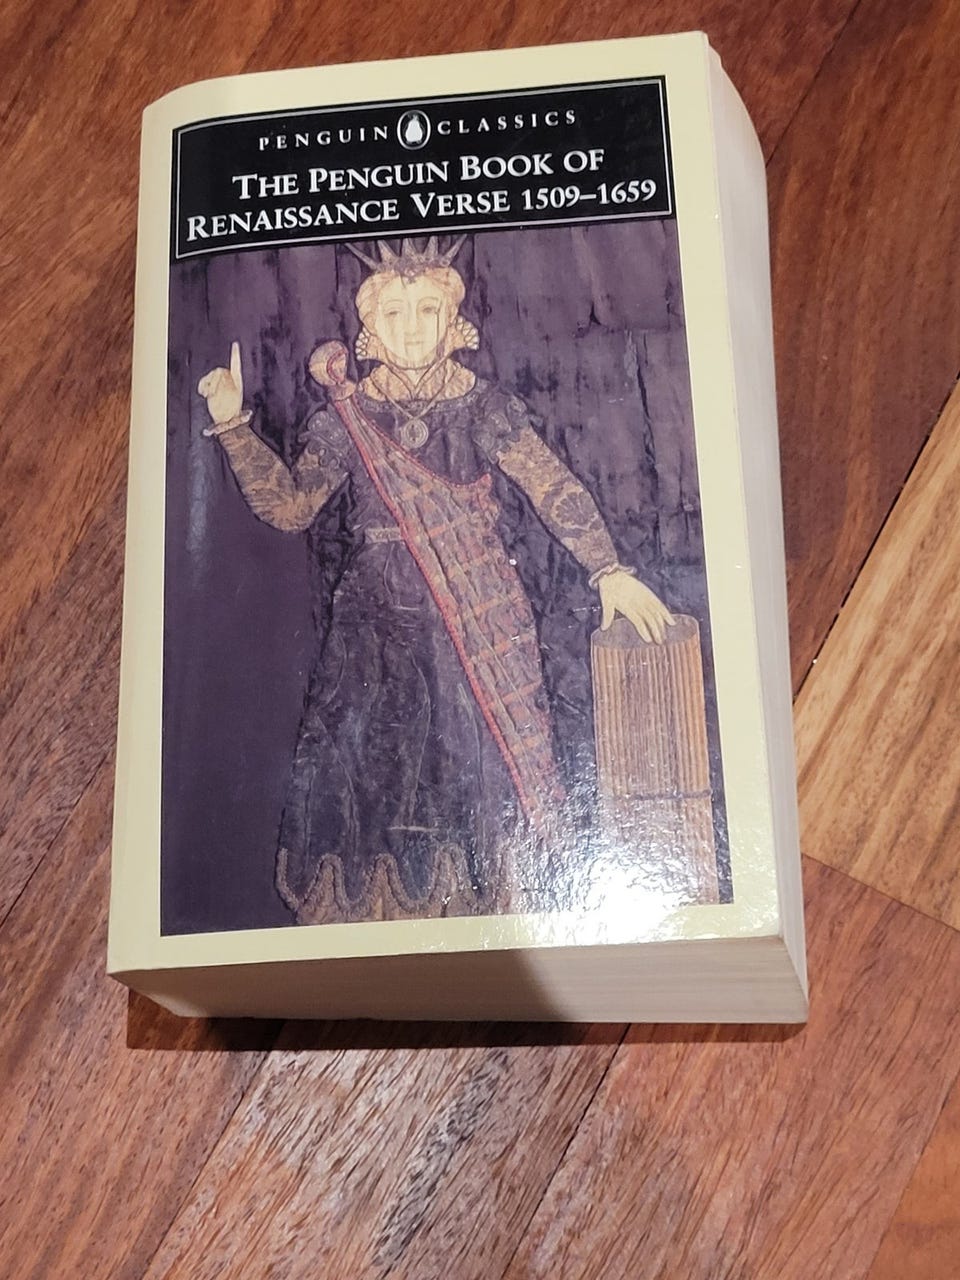 PENGUIN CLASSICS
THE PENGUIN BOOK OF
RENAISSANCE VERSE 1509–1659